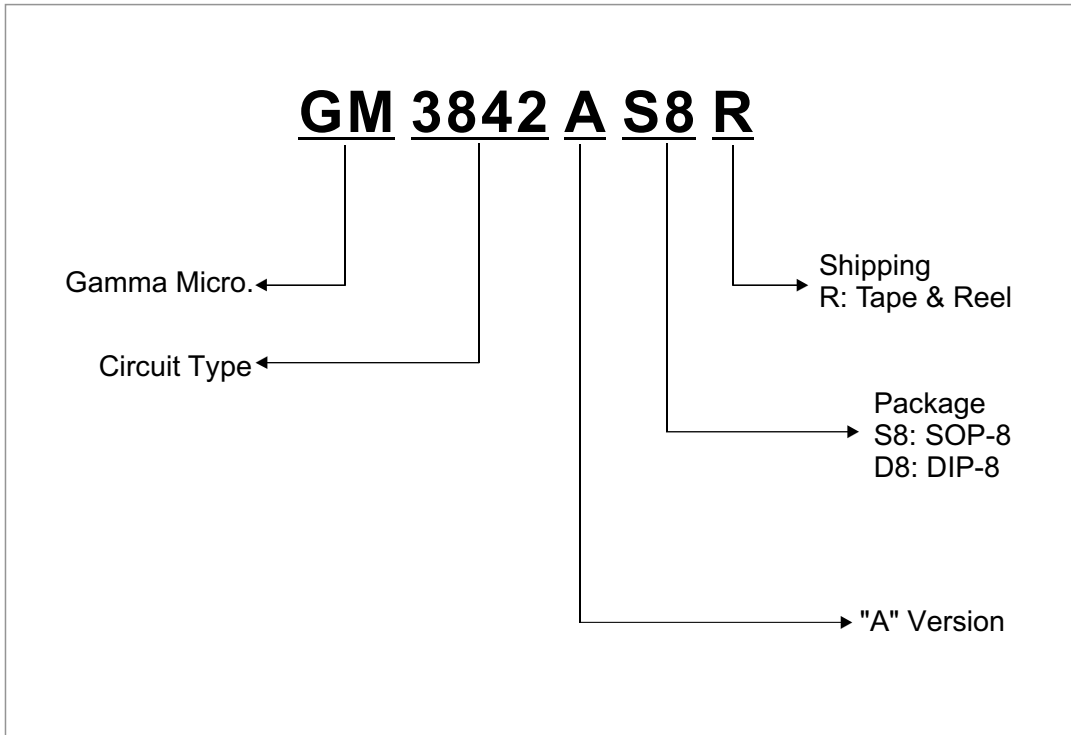 GM 3842 A S8 R
Gamma Micro.
Circuit Type
Shipping
R: Tape & Reel
Package
S8: SOP-8
D8: DIP-8
"A" Version